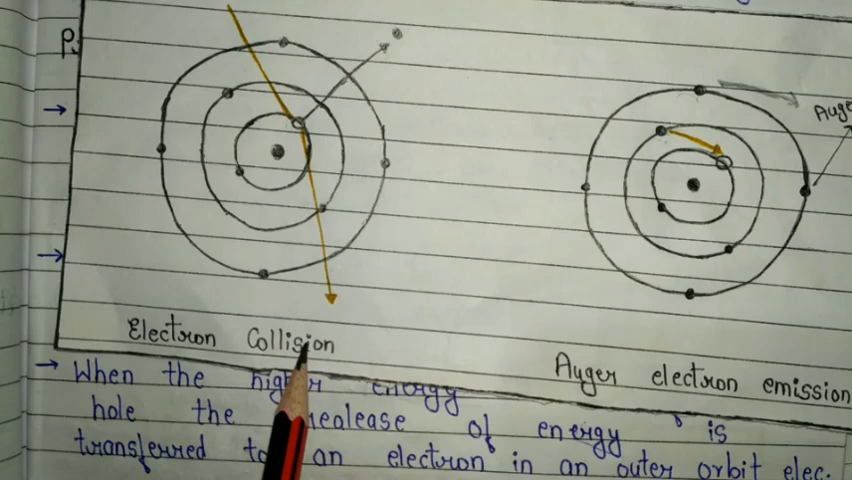 Auge
Electron Collision
Auger electron emission
→ When the higher energy
hole the realease of energy is
transferred to an electron in an outer orbit elec.